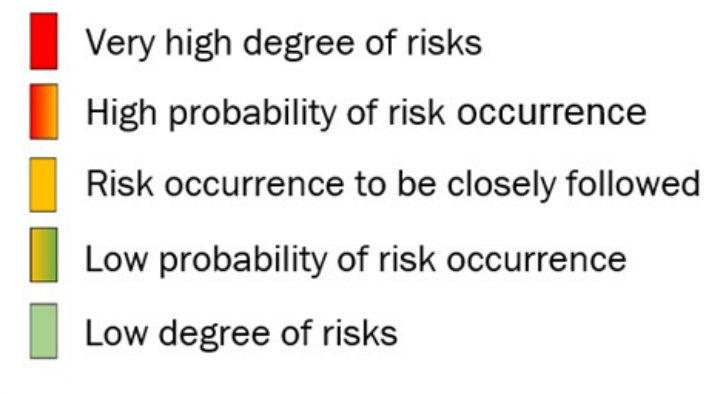 Very high degree of risks
High probability of risk occurrence
Risk occurrence to be closely followed
Low probability of risk occurrence
Low degree of risks